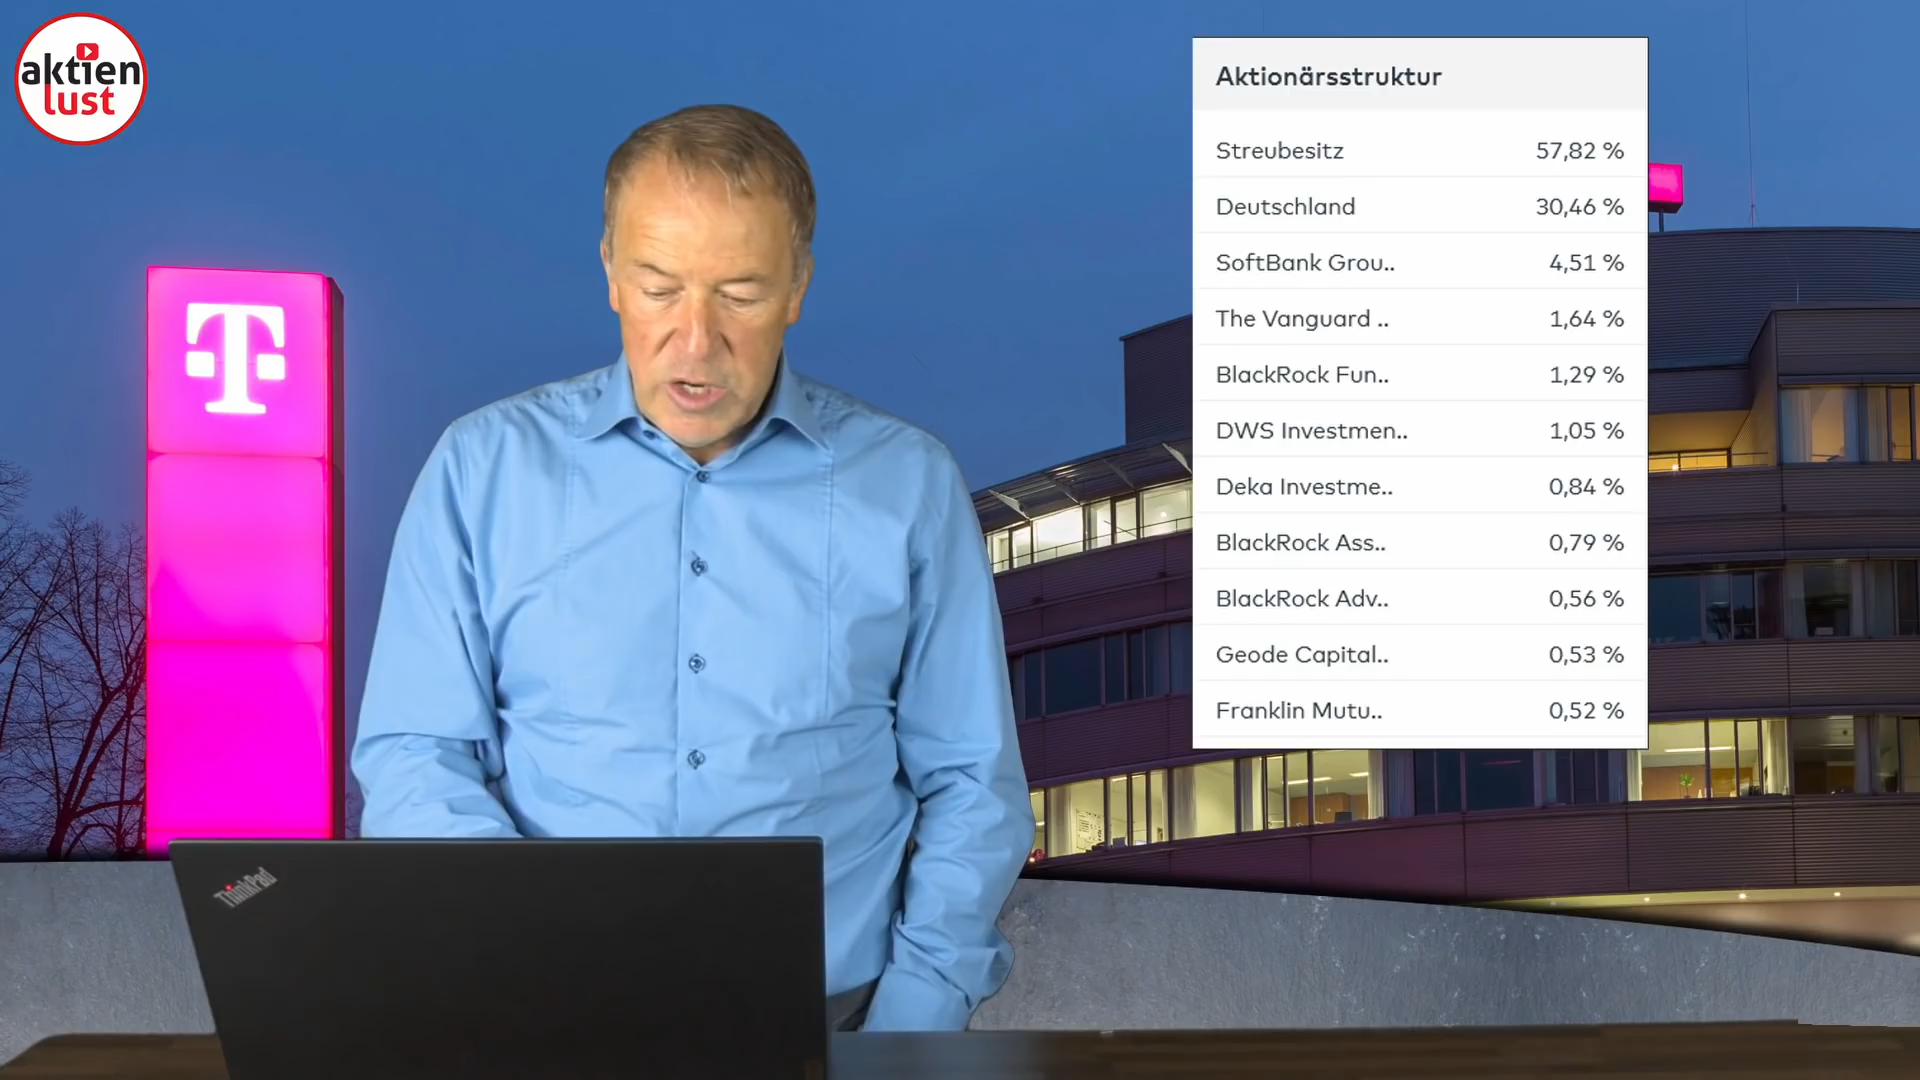 aktien
lust
T
Aktionärsstruktur
Streubesitz 57,82 %
Deutschland 30,46 %
SoftBank Grou.. 4,51 %
The Vanguard .. 1,64 %
BlackRock Fun.. 1,29 %
DWS Investmen.. 1,05 %
Deka Investme.. 0,84 %
BlackRock Ass.. 0,79 %
BlackRock Adv.. 0,56 %
Geode Capital.. 0,53 %
Franklin Mutu.. 0,52 %
ThinkPad